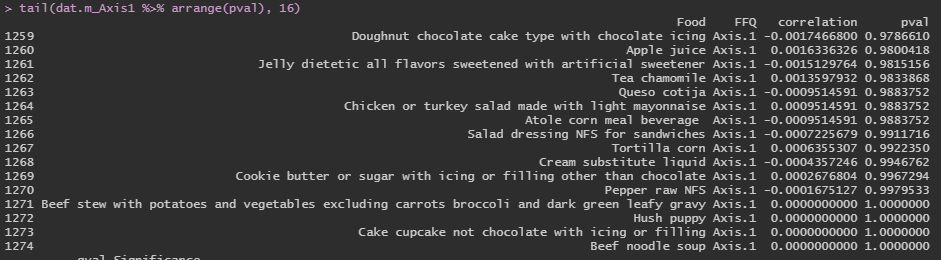 > tail(dat.m_Axis1 %>% arrange(pval), 16)
Food FFQ correlation pval
1259 Doughnut chocolate cake type with chocolate icing Axis.1 -0.0017466800 0.9786610
1260 Apple juice Axis.1 0.0016336326 0.9800418
1261 Jelly dietetic all flavors sweetened with artificial sweetener Axis.1 -0.0015129764 0.9815156
1262 Tea chamomile Axis.1 0.0013597932 0.9833868
1263 Queso cotija Axis.1 -0.0009514591 0.9883752
1264 Chicken or turkey salad made with light mayonnaise Axis.1 0.0009514591 0.9883752
1265 Atole corn meal beverage Axis.1 -0.0009514591 0.9883752
1266 Salad dressing NFS for sandwiches Axis.1 -0.0007225679 0.9911716
1267 Tortilla corn Axis.1 0.0006355307 0.9922350
1268 Cream substitute liquid Axis.1 -0.0004357246 0.9946762
1269 Cookie butter or sugar with icing or filling other than chocolate Axis.1 0.0002676804 0.9967294
1270 Pepper raw NFS Axis.1 -0.0001675127 0.9979533
1271 Beef stew with potatoes and vegetables excluding carrots broccoli and dark green leafy gravy Axis.1 0.0000000000 1.0000000
1272 Hush puppy Axis.1 0.0000000000 1.0000000
1273 Cake cupcake not chocolate with icing or filling Axis.1 0.0000000000 1.0000000
1274 Beef noodle soup Axis.1 0.0000000000 1.0000000
qval Significance